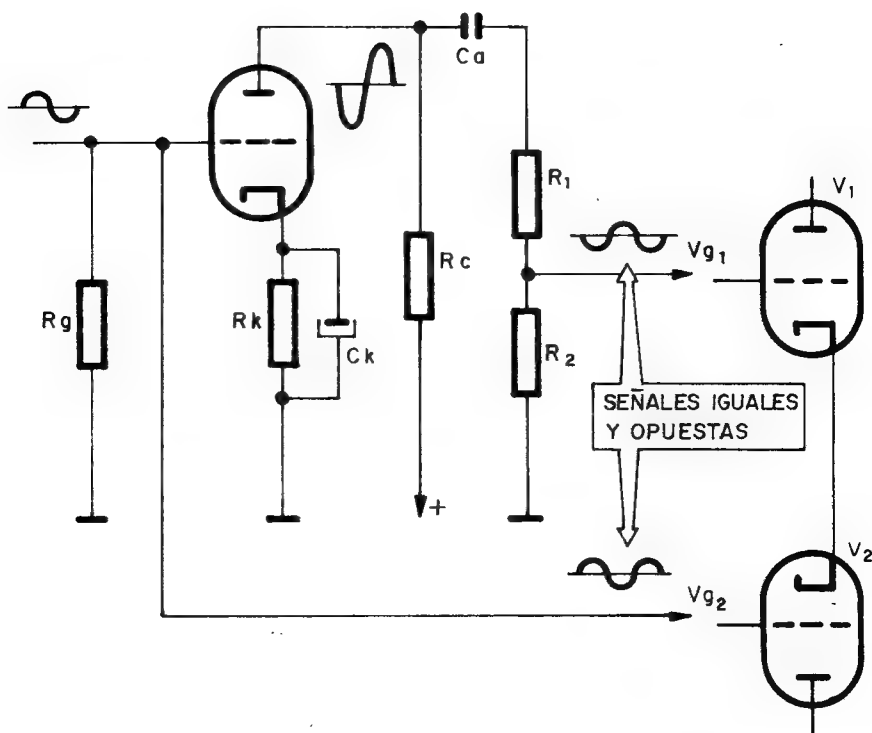 Ca
R1
V1
Vg1
Rc
Rg
Rk
Ck
R2
SEÑALES IGUALES
Y OPUESTAS
+
V2
Vg2